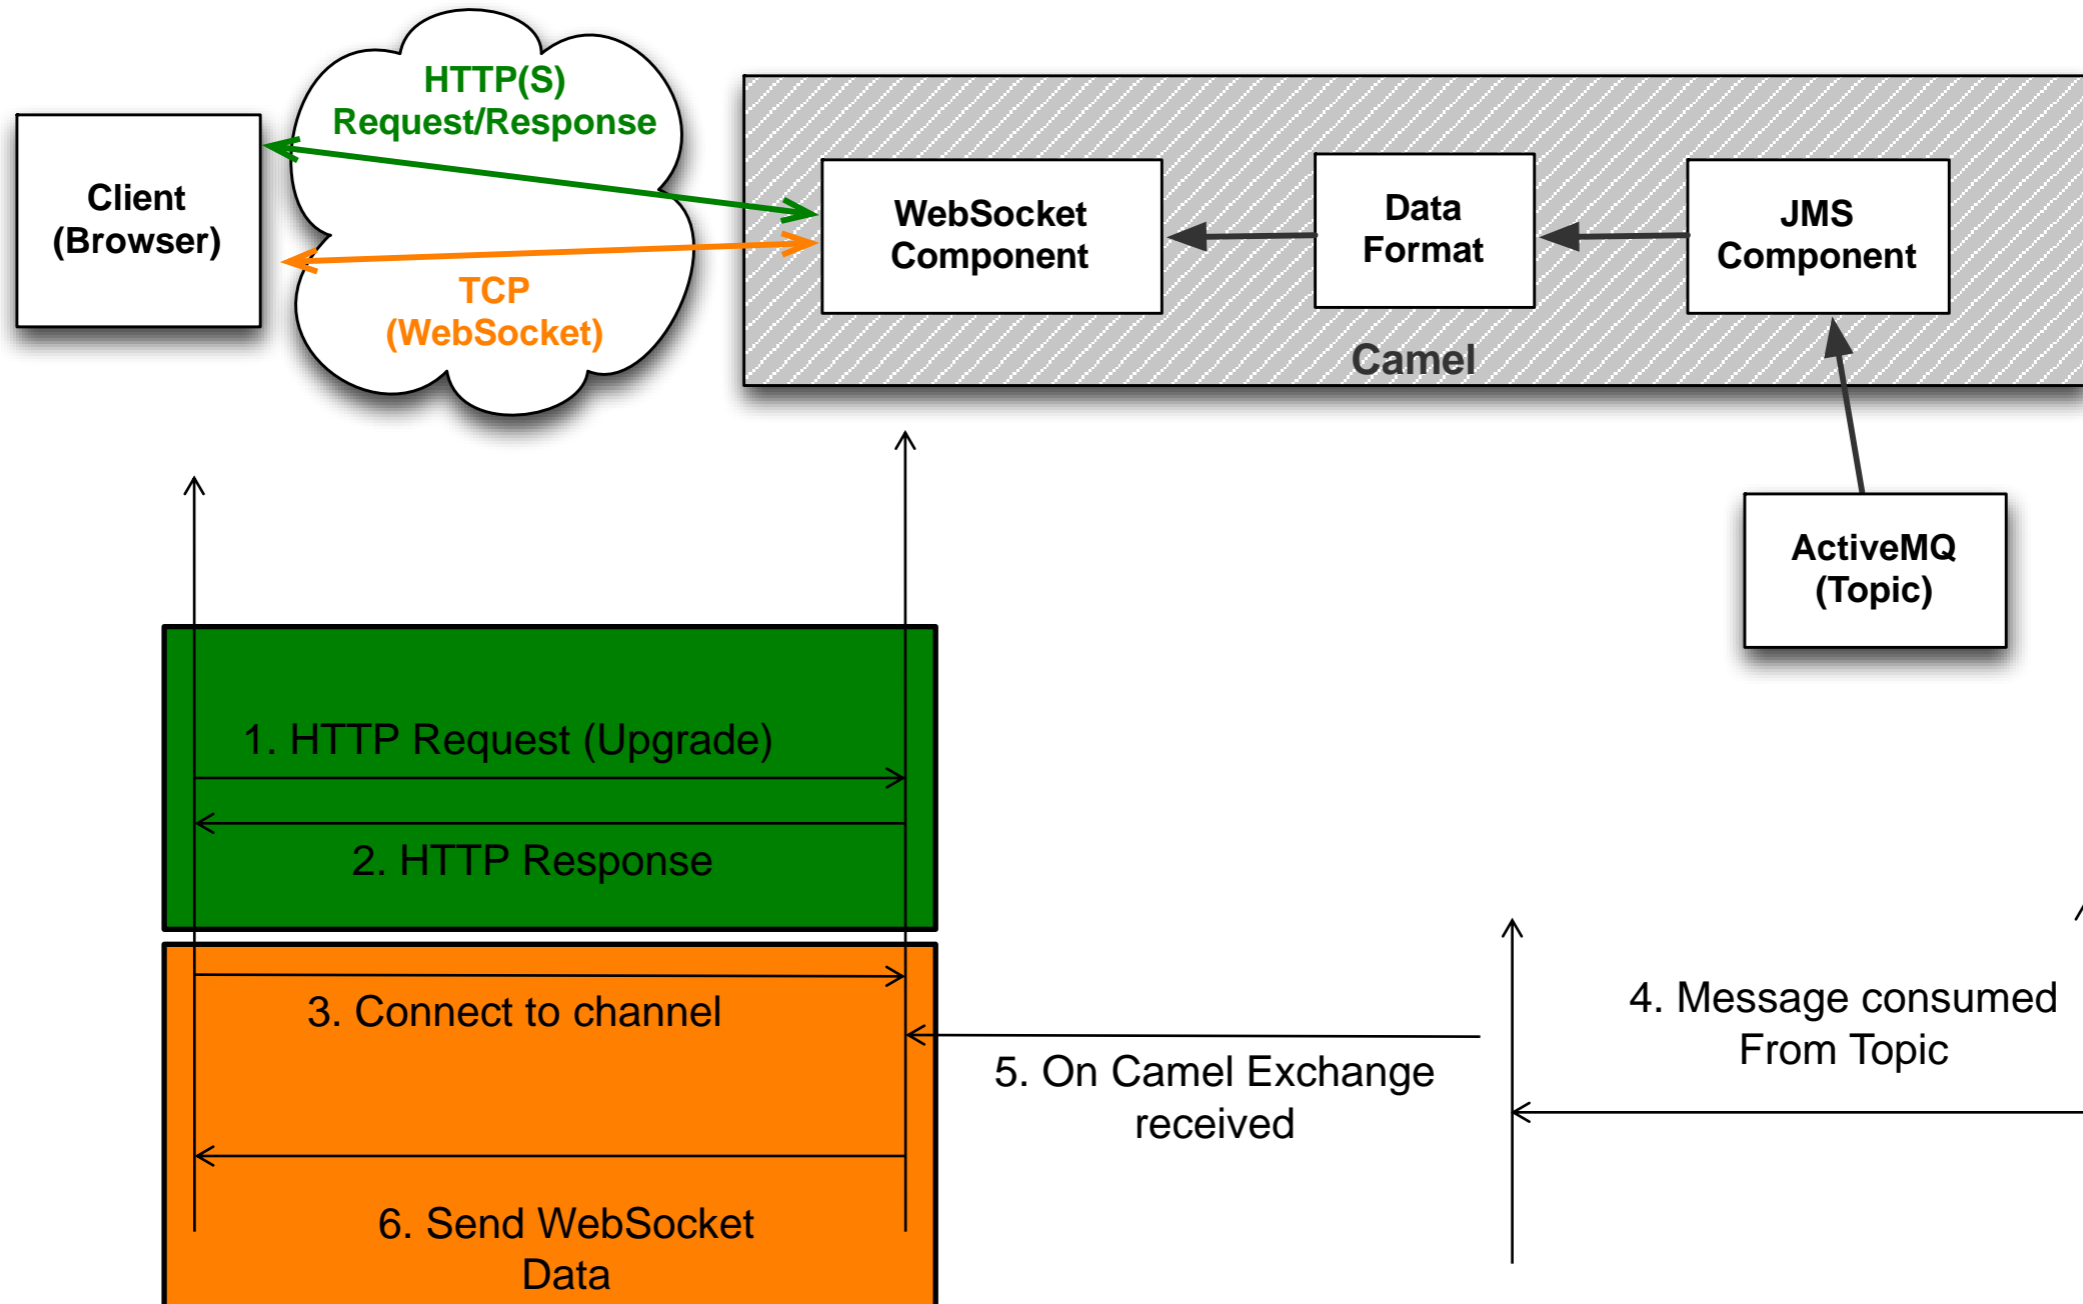 HTTP(S)
Request/Response
Client
(Browser)
TCP
(WebSocket)
WebSocket
Component
Data
Format
JMS
Component
Camel
ActiveMQ
(Topic)
1. HTTP Request (Upgrade)
2. HTTP Response
3. Connect to channel
4. Message consumed
From Topic
5. On Camel Exchange
received
6. Send WebSocket
Data